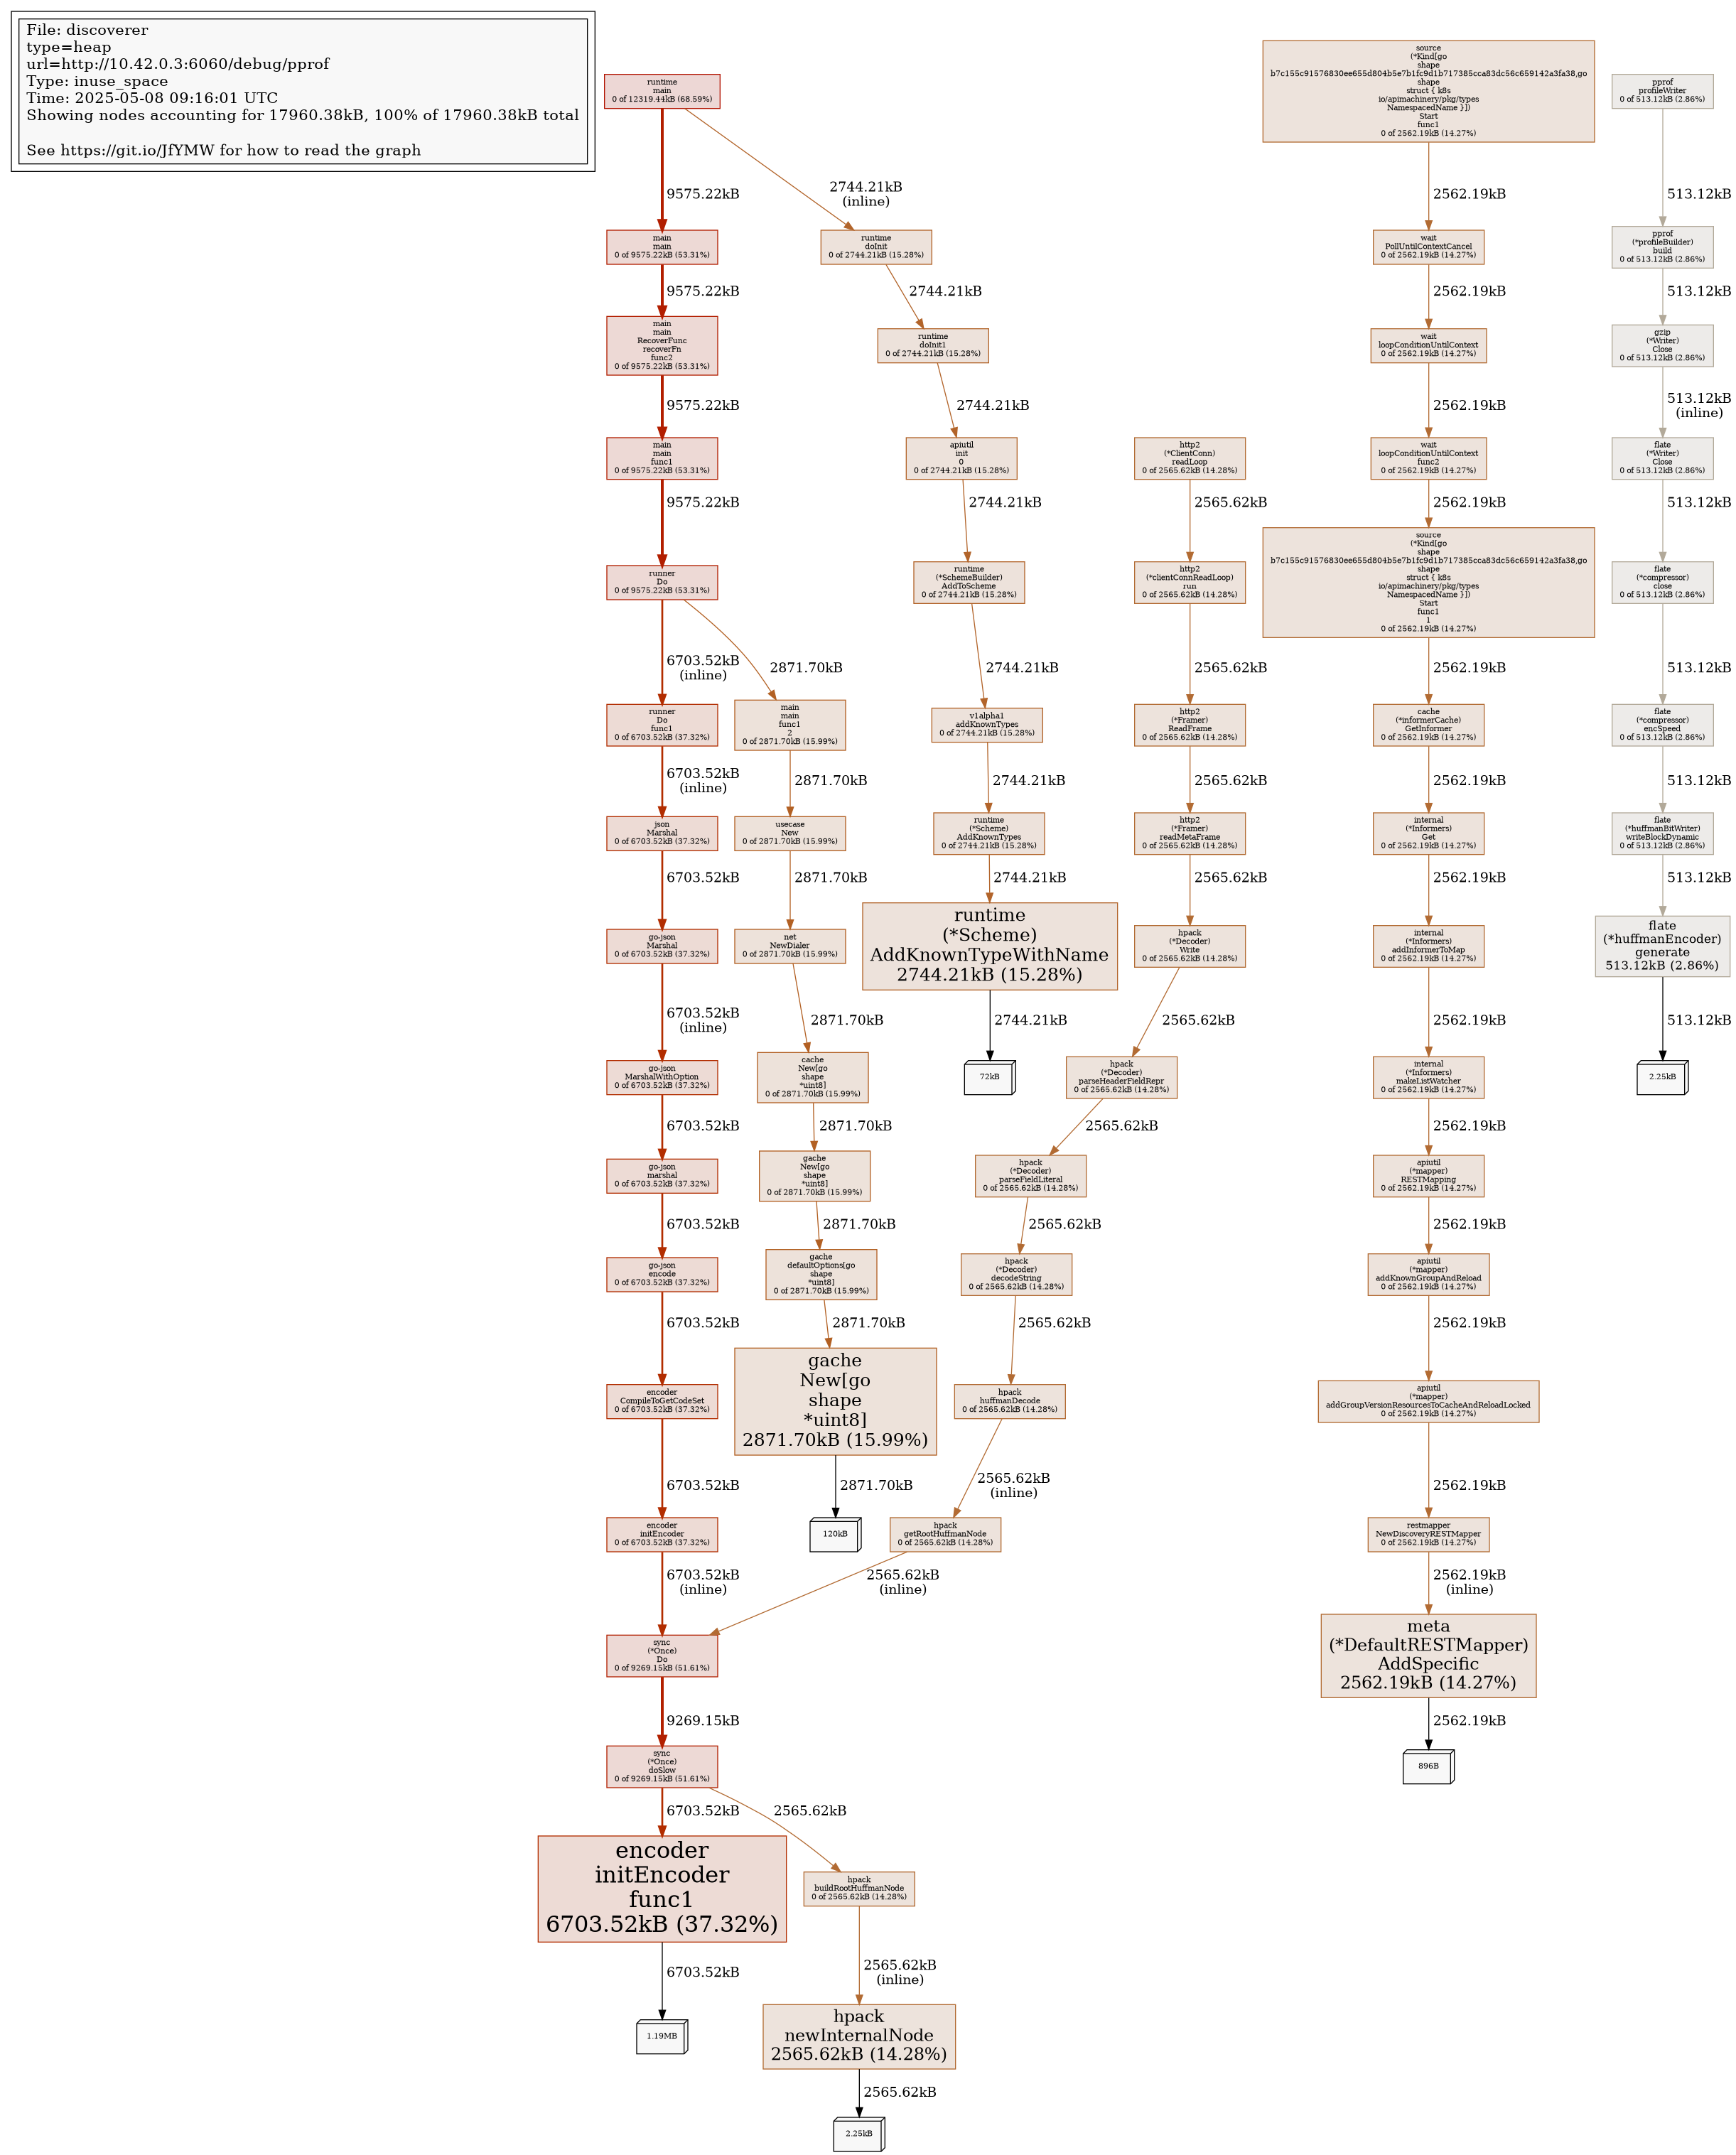 File: discoverer
type=heap
url=http://10.42.0.3:6060/debug/pprof
Type: inuse_space
Time: 2025-05-08 09:16:01 UTC
Showing nodes accounting for 17960.38kB, 100% of 17960.38kB total
See https://git.io/JfYMW for how to read the graph
runtime
main
0 of 12319.44kB (68.59%)
9575.22kB
2744.21kB
(inline)
main
main
0 of 9575.22kB (53.31%)
9575.22kB
main
main
RecoverFunc
recoverFn
func2
0 of 9575.22kB (53.31%)
9575.22kB
main
main
func1
0 of 9575.22kB (53.31%)
9575.22kB
runner
Do
0 of 9575.22kB (53.31%)
6703.52kB
(inline)
2871.70kB
runner
Do
func1
0 of 6703.52kB (37.32%)
6703.52kB
(inline)
json
Marshal
0 of 6703.52kB (37.32%)
6703.52kB
go-json
Marshal
0 of 6703.52kB (37.32%)
6703.52kB
(inline)
go-json
MarshalWithOption
0 of 6703.52kB (37.32%)
6703.52kB
go-json
marshal
0 of 6703.52kB (37.32%)
6703.52kB
go-json
encode
0 of 6703.52kB (37.32%)
6703.52kB
encoder
CompileToGetCodeSet
0 of 6703.52kB (37.32%)
6703.52kB
encoder
initEncoder
0 of 6703.52kB (37.32%)
6703.52kB
(inline)
sync
(*Once)
Do
0 of 9269.15kB (51.61%)
9269.15kB
sync
(*Once)
doSlow
0 of 9269.15kB (51.61%)
6703.52kB
2565.62kB
encoder
initEncoder
func1
6703.52kB (37.32%)
6703.52kB
1.19MB
hpack
buildRootHuffmanNode
0 of 2565.62kB (14.28%)
2565.62kB
(inline)
hpack
newInternalNode
2565.62kB (14.28%)
2565.62kB
2.25kB
main
main
func1
2
0 of 2871.70kB (15.99%)
2871.70kB
usecase
New
0 of 2871.70kB (15.99%)
2871.70kB
net
NewDialer
0 of 2871.70kB (15.99%)
2871.70kB
cache
New[go
shape
*uint8]
0 of 2871.70kB (15.99%)
2871.70kB
gache
New[go
shape
*uint8]
0 of 2871.70kB (15.99%)
2871.70kB
gache
defaultOptions[go
shape
*uint8]
0 of 2871.70kB (15.99%)
2871.70kB
gache
New[go
shape
*uint8]
2871.70kB (15.99%)
2871.70kB
120kB
runtime
doInit
0 of 2744.21kB (15.28%)
2744.21kB
runtime
doInit1
0 of 2744.21kB (15.28%)
2744.21kB
apiutil
init
0
0 of 2744.21kB (15.28%)
2744.21kB
runtime
(*SchemeBuilder)
AddToScheme
0 of 2744.21kB (15.28%)
2744.21kB
v1alpha1
addKnownTypes
0 of 2744.21kB (15.28%)
2744.21kB
runtime
(*Scheme)
AddKnownTypes
0 of 2744.21kB (15.28%)
2744.21kB
runtime
(*Scheme)
AddKnownTypeWithName
2744.21kB (15.28%)
2744.21kB
72kB
http2
(*ClientConn)
readLoop
0 of 2565.62kB (14.28%)
2565.62kB
http2
(*clientConnReadLoop)
run
0 of 2565.62kB (14.28%)
2565.62kB
http2
(*Framer)
ReadFrame
0 of 2565.62kB (14.28%)
2565.62kB
http2
(*Framer)
readMetaFrame
0 of 2565.62kB (14.28%)
2565.62kB
hpack
(*Decoder)
Write
0 of 2565.62kB (14.28%)
2565.62kB
hpack
(*Decoder)
parseHeaderFieldRepr
0 of 2565.62kB (14.28%)
2565.62kB
hpack
(*Decoder)
parseFieldLiteral
0 of 2565.62kB (14.28%)
2565.62kB
hpack
(*Decoder)
decodeString
0 of 2565.62kB (14.28%)
2565.62kB
hpack
huffmanDecode
0 of 2565.62kB (14.28%)
2565.62kB
(inline)
hpack
getRootHuffmanNode
0 of 2565.62kB (14.28%)
2565.62kB
(inline)
source
(*Kind[go
shape
b7c155c91576830ee655d804b5e7b1fc9d1b717385cca83dc56c659142a3fa38,go
shape
struct { k8s
io/apimachinery/pkg/types
NamespacedName }])
Start
func1
0 of 2562.19kB (14.27%)
2562.19kB
wait
PollUntilContextCancel
0 of 2562.19kB (14.27%)
2562.19kB
wait
loopConditionUntilContext
0 of 2562.19kB (14.27%)
2562.19kB
wait
loopConditionUntilContext
func2
0 of 2562.19kB (14.27%)
2562.19kB
source
(*Kind[go
shape
b7c155c91576830ee655d804b5e7b1fc9d1b717385cca83dc56c659142a3fa38,go
shape
struct { k8s
io/apimachinery/pkg/types
NamespacedName }])
Start
func1
1
0 of 2562.19kB (14.27%)
2562.19kB
cache
(*informerCache)
GetInformer
0 of 2562.19kB (14.27%)
2562.19kB
internal
(*Informers)
Get
0 of 2562.19kB (14.27%)
2562.19kB
internal
(*Informers)
addInformerToMap
0 of 2562.19kB (14.27%)
2562.19kB
internal
(*Informers)
makeListWatcher
0 of 2562.19kB (14.27%)
2562.19kB
apiutil
(*mapper)
RESTMapping
0 of 2562.19kB (14.27%)
2562.19kB
apiutil
(*mapper)
addKnownGroupAndReload
0 of 2562.19kB (14.27%)
2562.19kB
apiutil
(*mapper)
addGroupVersionResourcesToCacheAndReloadLocked
0 of 2562.19kB (14.27%)
2562.19kB
restmapper
NewDiscoveryRESTMapper
0 of 2562.19kB (14.27%)
2562.19kB
(inline)
meta
(*DefaultRESTMapper)
AddSpecific
2562.19kB (14.27%)
2562.19kB
896B
pprof
profileWriter
0 of 513.12kB (2.86%)
513.12kB
pprof
(*profileBuilder)
build
0 of 513.12kB (2.86%)
513.12kB
gzip
(*Writer)
Close
0 of 513.12kB (2.86%)
513.12kB
(inline)
flate
(*Writer)
Close
0 of 513.12kB (2.86%)
513.12kB
flate
(*compressor)
close
0 of 513.12kB (2.86%)
513.12kB
flate
(*compressor)
encSpeed
0 of 513.12kB (2.86%)
513.12kB
flate
(*huffmanBitWriter)
writeBlockDynamic
0 of 513.12kB (2.86%)
513.12kB
flate
(*huffmanEncoder)
generate
513.12kB (2.86%)
513.12kB
2.25kB